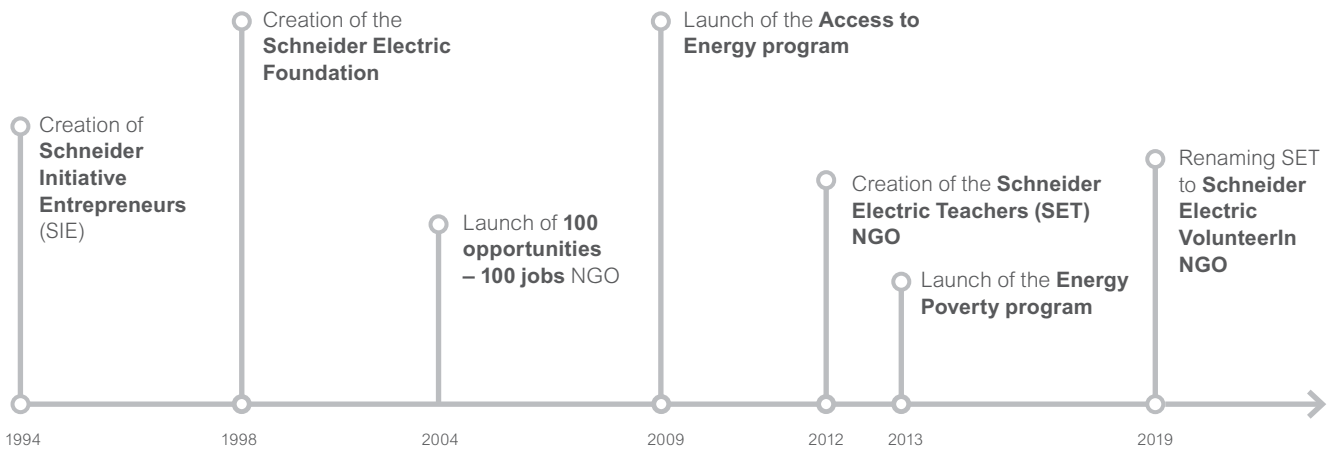 Creation of
Schneider
Initiative
Entrepreneurs
(SIE)
Creation of the
Schneider Electric
Foundation
Launch of 100
opportunities
– 100 jobs NGO
Launch of the Access to
Energy program
Creation of the Schneider
Electric Teachers (SET)
NGO
Launch of the Energy
Poverty program
Renaming SET
to Schneider
Electric
VolunteerIn
NGO
1994
1998
2004
2009
2012
2013
2019